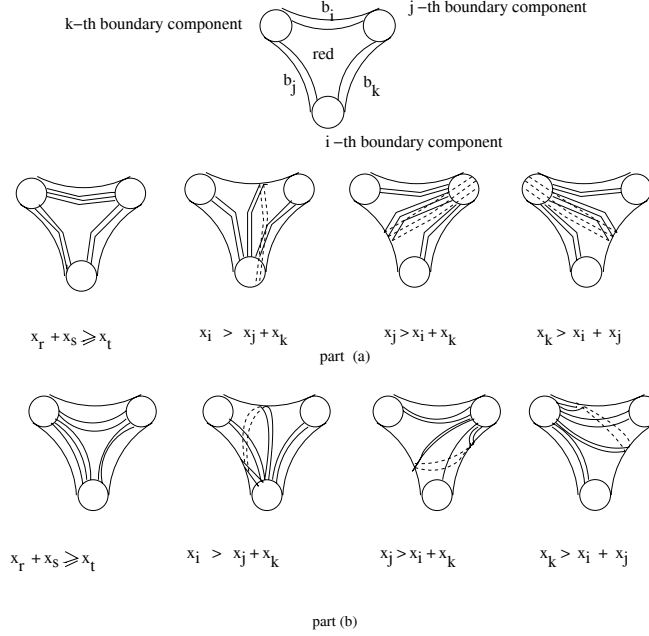 b_i
k-th boundary component
j -th boundary component
red
b_j
b_k
i -th boundary component
x_r + x_s ⩾ x_t
x_i > x_j + x_k
x_j > x_i + x_k
x_k > x_i + x_j
part (a)
x_r + x_s ⩾ x_t
x_i > x_j + x_k
x_j > x_i + x_k
x_k > x_i + x_j
part (b)